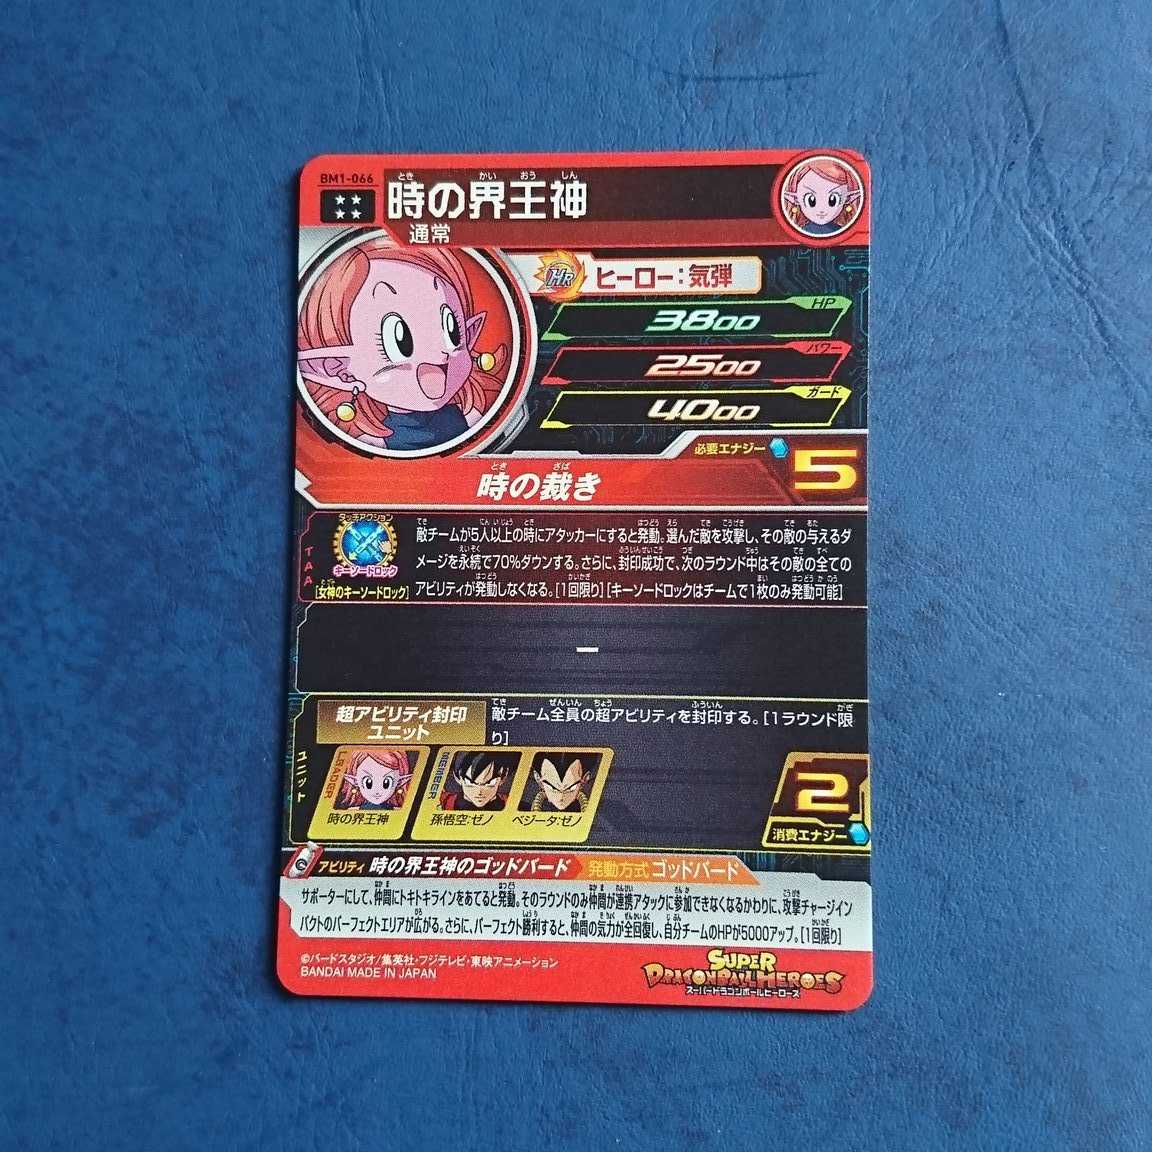 BM1-066
とき かい おう しん
時の界王神
通常
HR ヒーロー:気弾
HP
3800
パワー
2500
ガード
4000
必要エナジー 5
とき さば
時の裁き
TAA
タッチアクション
キーソードロック
[女神のキーソードロック]
敵チームが5人以上の時にアタッカーにすると発動。選んだ敵を攻撃し、その敵の与えるダ
メージを永続で70%ダウンする。さらに、封印成功で、次のラウンド中はその敵の全ての
アビリティが発動しなくなる。[1回限り][キーソードロックはチームで1枚のみ発動可能]
-
ユニット
超アビリティ封印
ユニット
敵チーム全員の超アビリティを封印する。[1ラウンド限
り]
LEADER
時の界王神
MEMBER
孫悟空:ゼノ
ベジータ:ゼノ
2
消費エナジー
アビリティ 時の界王神のゴッドバード 発動方式 ゴッドバード
サポーターにして、仲間にトキトキラインをあてると発動。そのラウンドのみ仲間が連携アタックに参加できなくなるかわりに、攻撃チャージイン
パクトのパーフェクトエリアが広がる。さらに、パーフェクト勝利すると、仲間の気力が全回復し、自分チームのHPが5000アップ。[1回限り]
©バードスタジオ/集英社・フジテレビ・東映アニメーション
BANDAI MADE IN JAPAN
SUPER
DRAGONBALL HEROES
スーパードラゴンボールヒーローズ